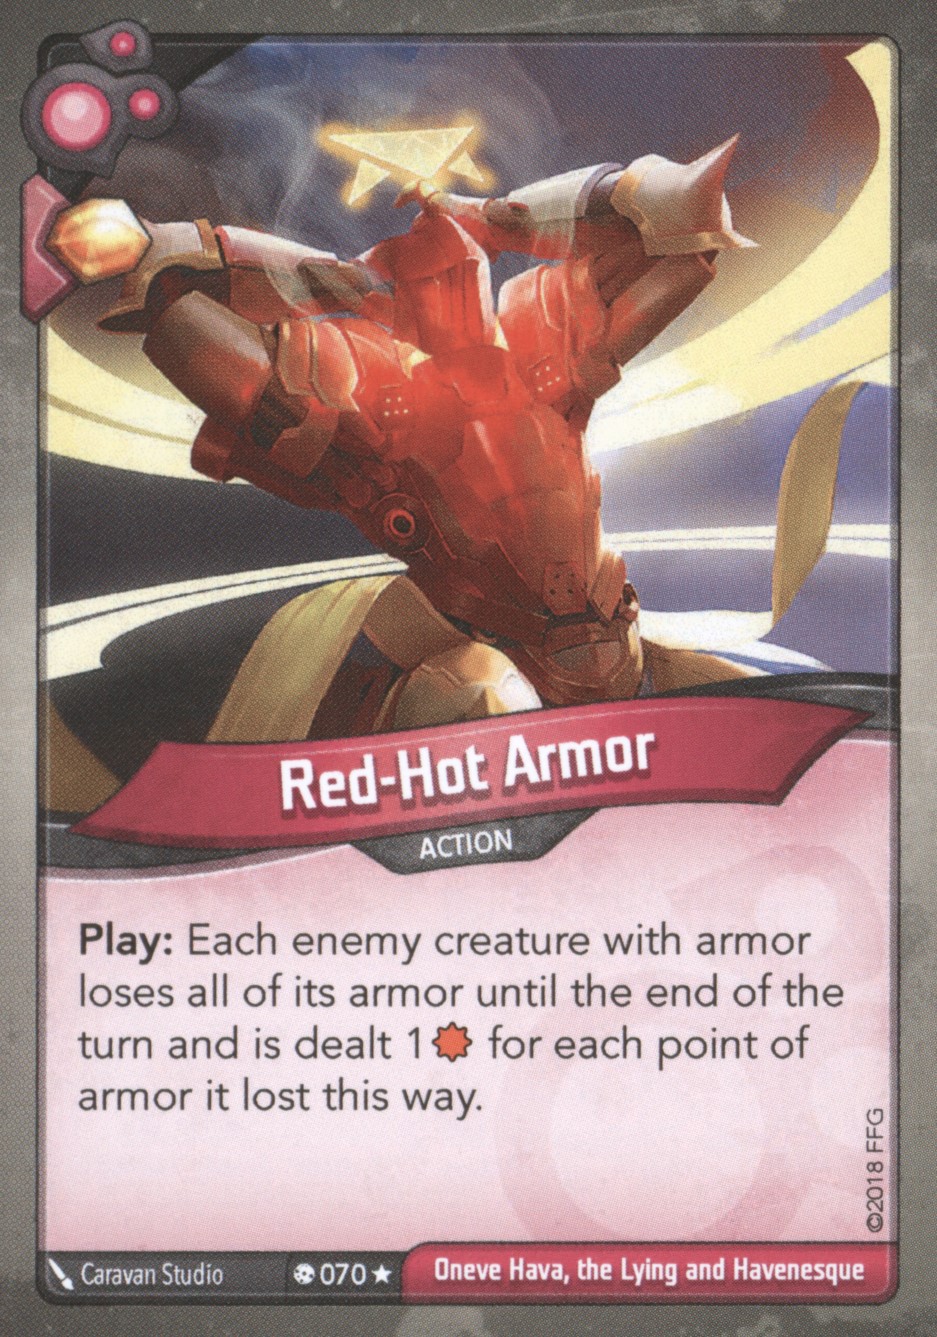 Red-Hot Armor
ACTION
Play: Each enemy creature with armor
loses all of its armor until the end of the
turn and is dealt 1 for each point of
armor it lost this way.
©2018 FFG
Caravan Studio
070
Oneve Hava, the Lying and Havenesque